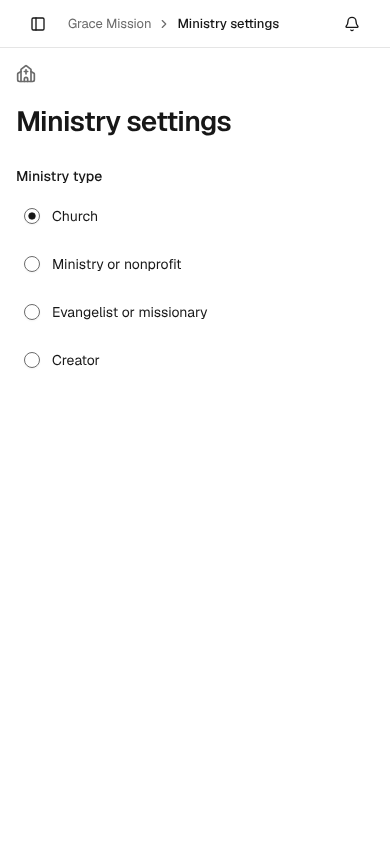 Grace Mission > Ministry settings
Ministry settings
Ministry type
Church
Ministry or nonprofit
Evangelist or missionary
Creator